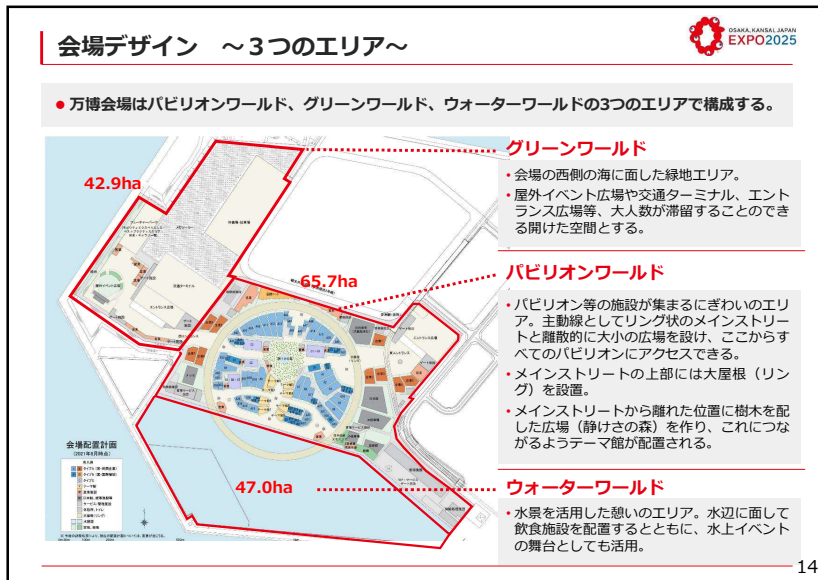 会場デザイン ～３つのエリア～
OSAKA, KANSAI, JAPAN
EXPO2025
● 万博会場はパビリオンワールド、グリーンワールド、ウォーターワールドの3つのエリアで構成する。
42.9ha
65.7ha
47.0ha
エントランス広場
交通ターミナル
会場配置計画
グリーンワールド
・会場の西側の海に面した緑地エリア。
・屋外イベント広場や交通ターミナル、エント
ランス広場等、大人数が滞留することのでき
る開けた空間とする。
パビリオンワールド
・パビリオン等の施設が集まるにぎわいのエリ
ア。主動線としてリング状のメインストリート
と離散的に大小の広場を設け、ここからす
べてのパビリオンにアクセスできる。
・メインストリートの上部には大屋根（リン
グ）を設置。
・メインストリートから離れた位置に樹木を配
した広場（静けさの森）を作り、これにつな
がるようテーマ館が配置される。
ウォーターワールド
・水景を活用した憩いのエリア。水辺に面して
飲食施設を配置するとともに、水上イベント
の舞台としても活用。
14